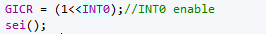 GICR = (1<<INT0);//INT0 enable
sei();